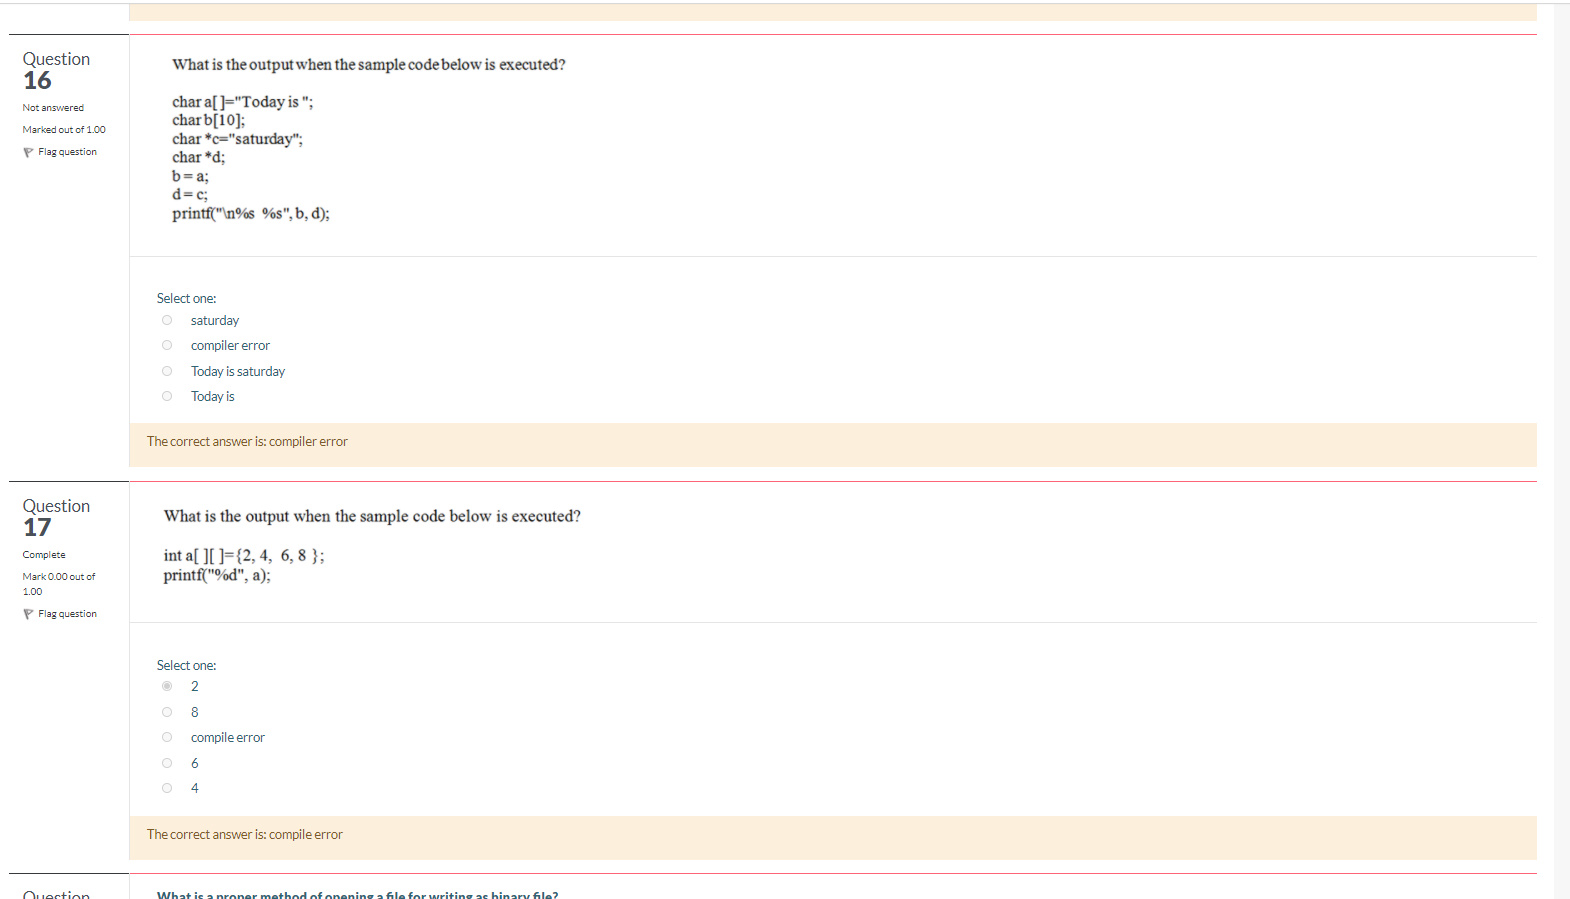 Question
16
Not answered
Marked out of 1.00
Flag question
What is the output when the sample code below is executed?
char a[ ]="Today is ";
char b[10];
char *c="saturday";
char *d;
b = a;
d = c;
printf("\n%s  %s", b, d);
Select one:
saturday
compiler error
Today is saturday
Today is
The correct answer is: compiler error
Question
17
Complete
Mark 0.00 out of
1.00
Flag question
What is the output when the sample code below is executed?
int a[ ][ ]={2, 4,  6, 8 };
printf("%d", a);
Select one:
2
8
compile error
6
4
The correct answer is: compile error
Question
What is a proper method of opening a file for writing as binary file?